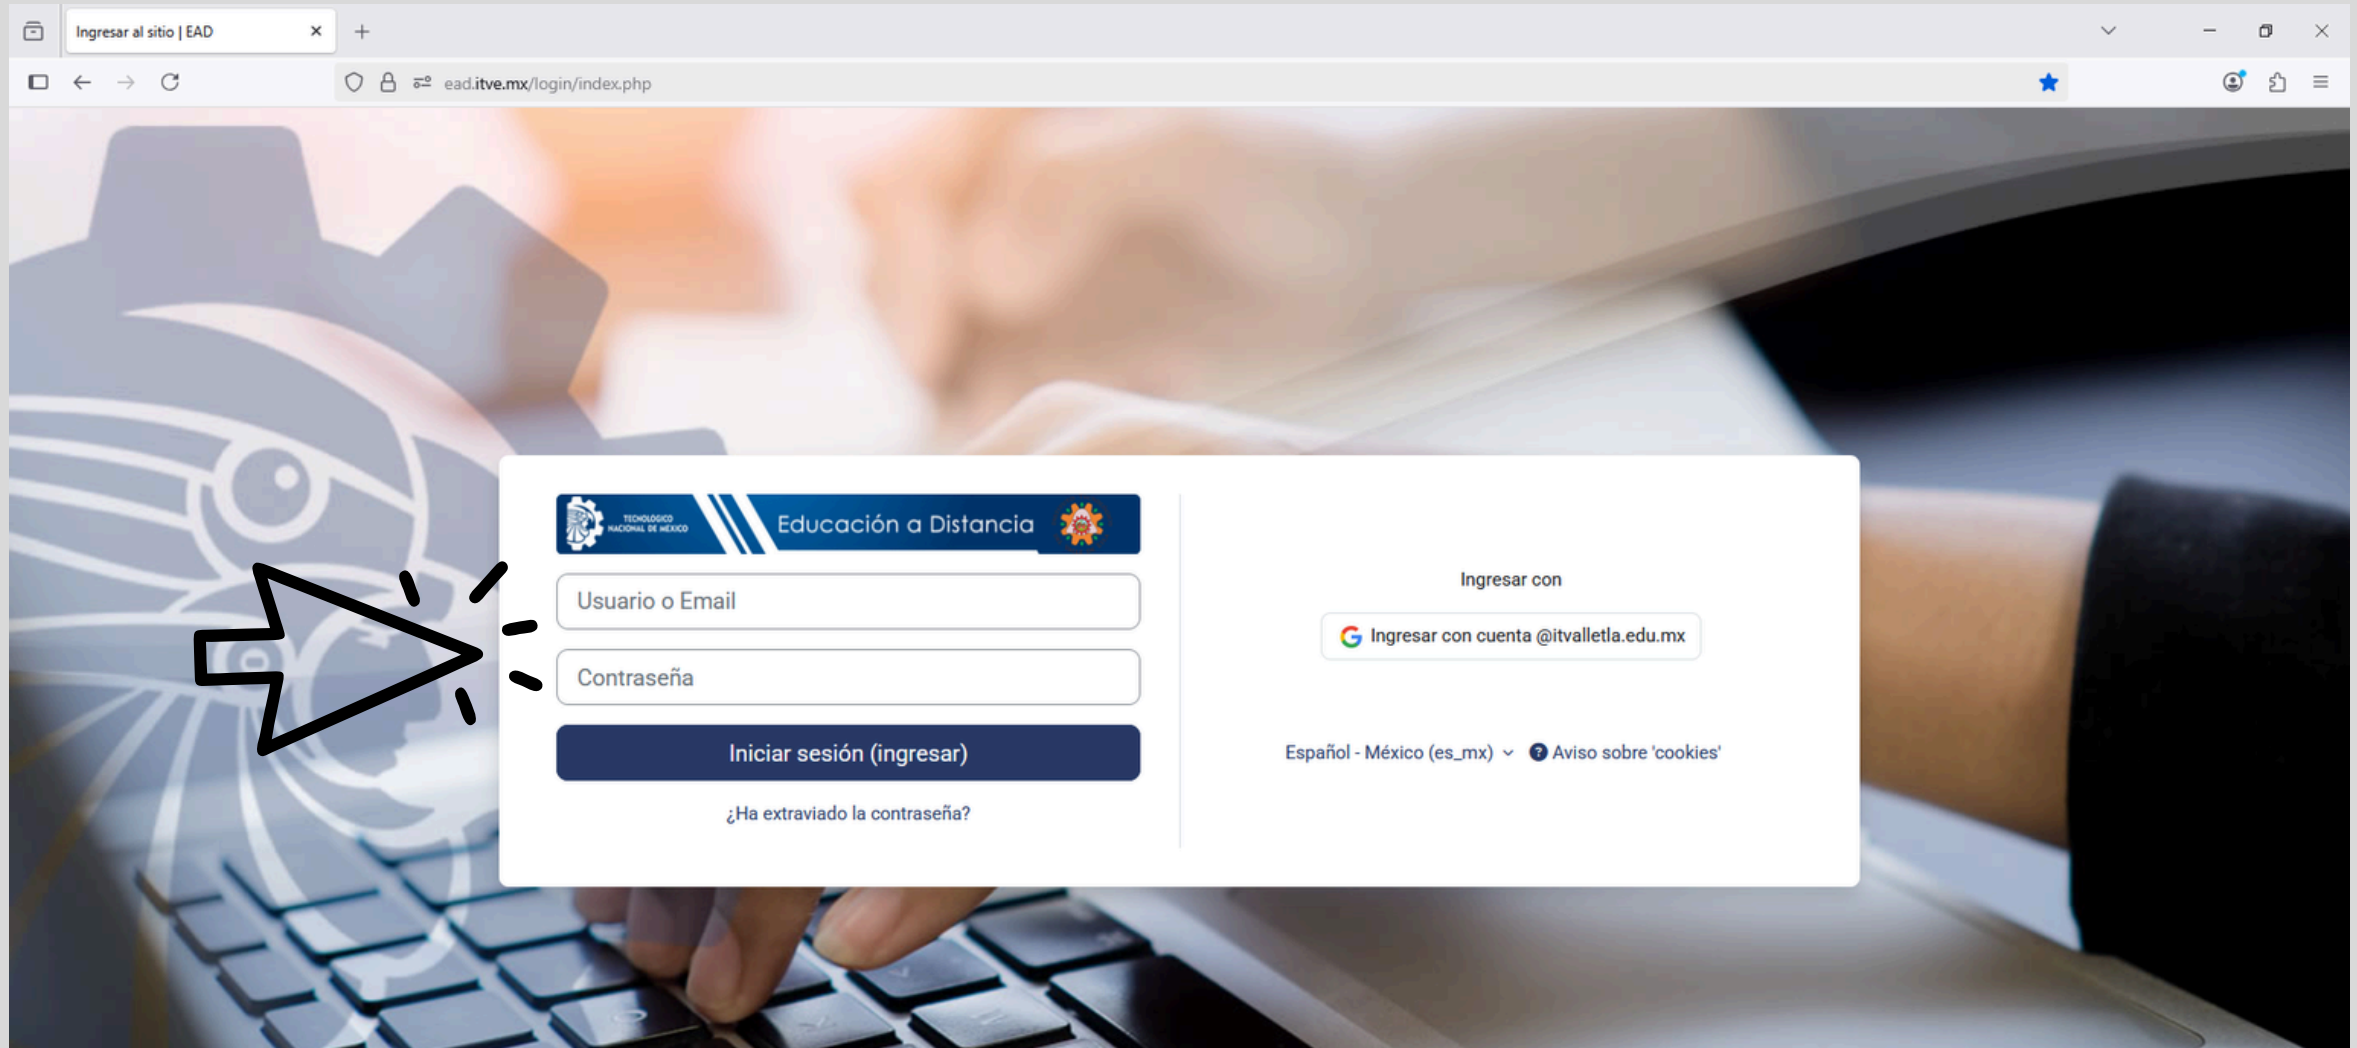 Ingresar al sitio | EAD
ead.itve.mx/login/index.php
TECNOLÓGICO
NACIONAL DE MÉXICO
Educación a Distancia
Usuario o Email
Contraseña
Iniciar sesión (ingresar)
¿Ha extraviado la contraseña?
Ingresar con
Ingresar con cuenta @itvalletla.edu.mx
Español - México (es_mx)
Aviso sobre 'cookies'